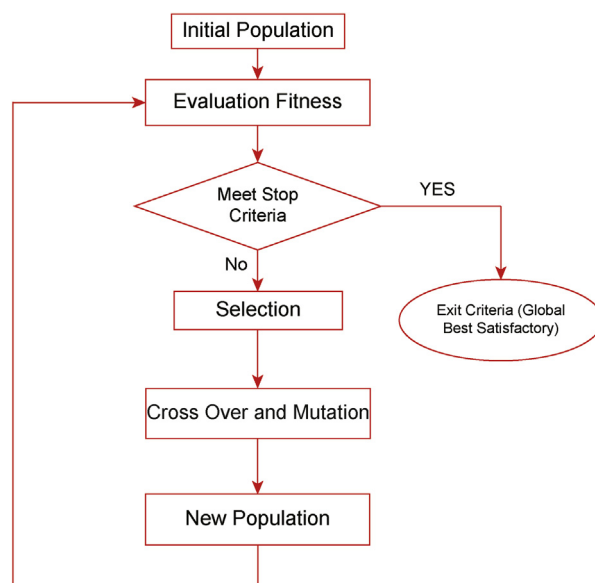 Initial Population
Evaluation Fitness
Meet Stop
Criteria
YES
No
Selection
Exit Criteria (Global
Best Satisfactory)
Cross Over and Mutation
New Population